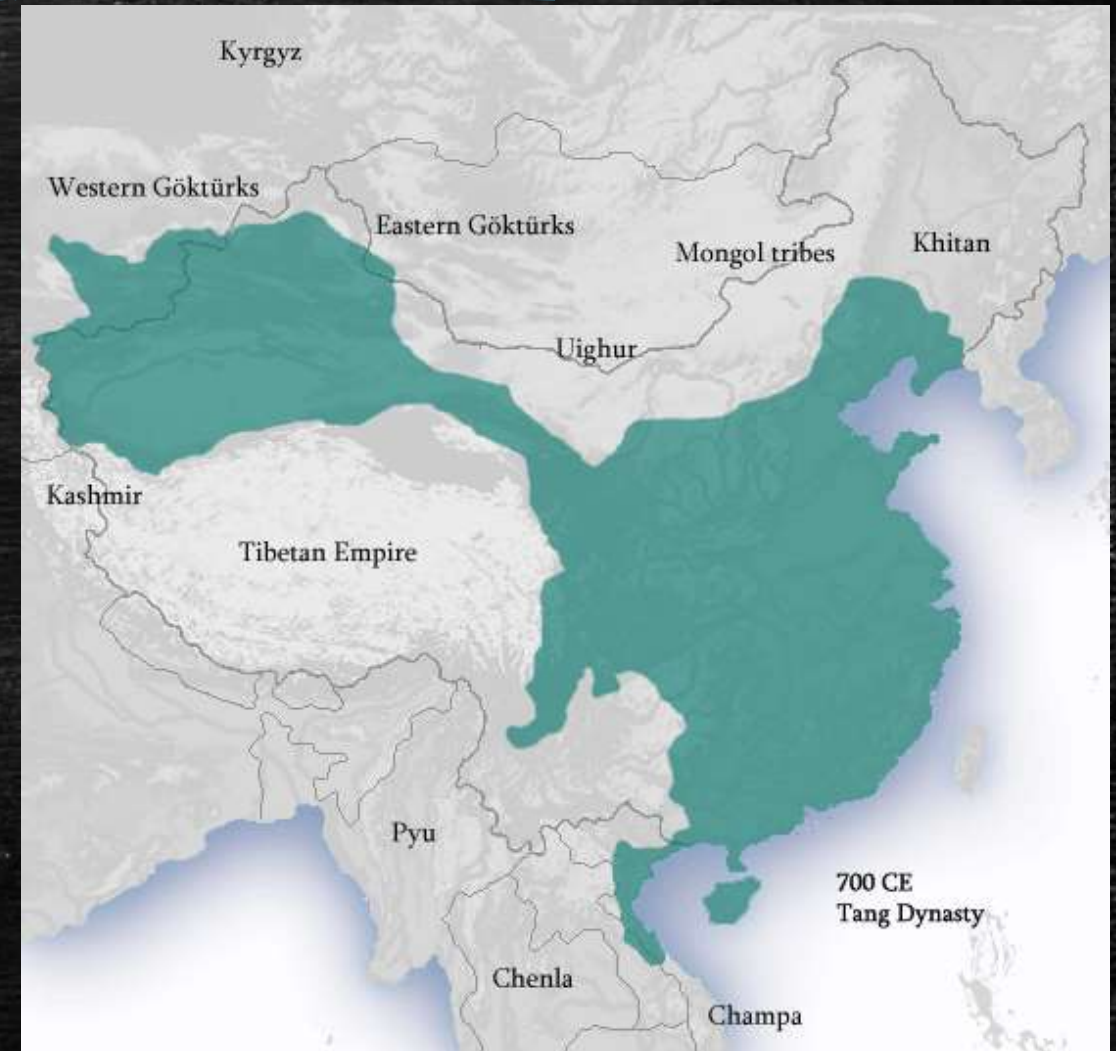 Kyrgyz
Western Göktürks
Eastern Göktürks
Mongol tribes
Khitan
Uighur
Kashmir
Tibetan Empire
Pyu
700 CE
Tang Dynasty
Chenla
Champa